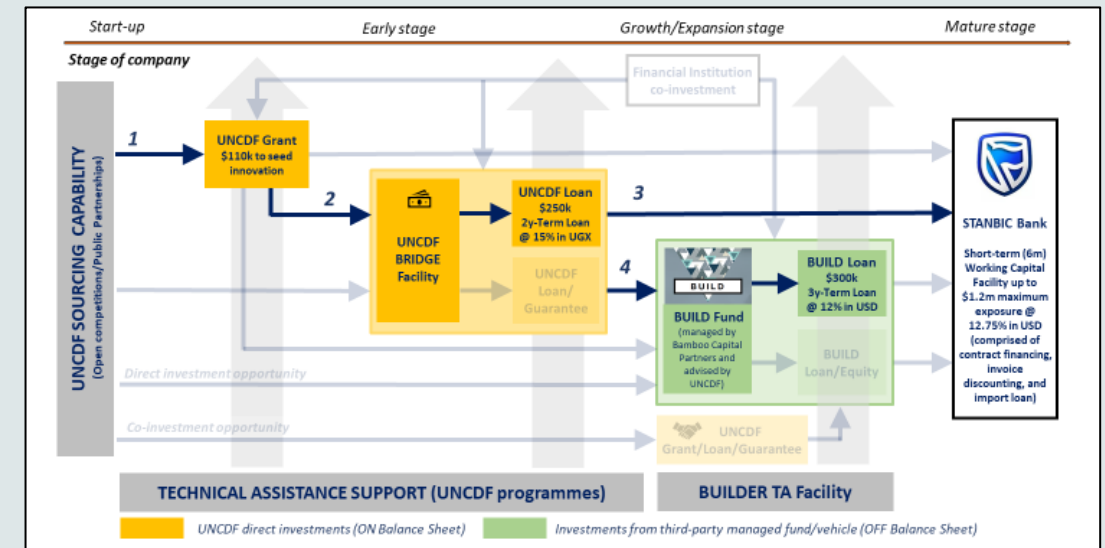 Start-up
Early stage
Growth/Expansion stage
Mature stage
Stage of company
Financial Institution
co-investment
UNCDF SOURCING CAPABILITY
(Open competitions/Public Partnerships)
1
UNCDF Grant
$110k to seed
innovation
2
UNCDF
BRIDGE
Facility
UNCDF Loan
$250k
2y-Term Loan
@ 15% in UGX
3
UNCDF
Loan/
Guarantee
4
BUILD
BUILD Fund
(managed by
Bamboo Capital
Partners and
advised by
UNCDF)
BUILD Loan
$300k
3y-Term Loan
@ 12% in USD
BUILD
Loan/Equity
STANBIC Bank
Short-term (6m)
Working Capital
Facility up to
$1.2m maximum
exposure @
12.75% in USD
(comprised of
contract financing,
invoice
discounting, and
import loan)
Direct investment opportunity
Co-investment opportunity
UNCDF
Grant/Loan/Guarantee
TECHNICAL ASSISTANCE SUPPORT (UNCDF programmes)
BUILDER TA Facility
UNCDF direct investments (ON Balance Sheet)
Investments from third-party managed fund/vehicle (OFF Balance Sheet)